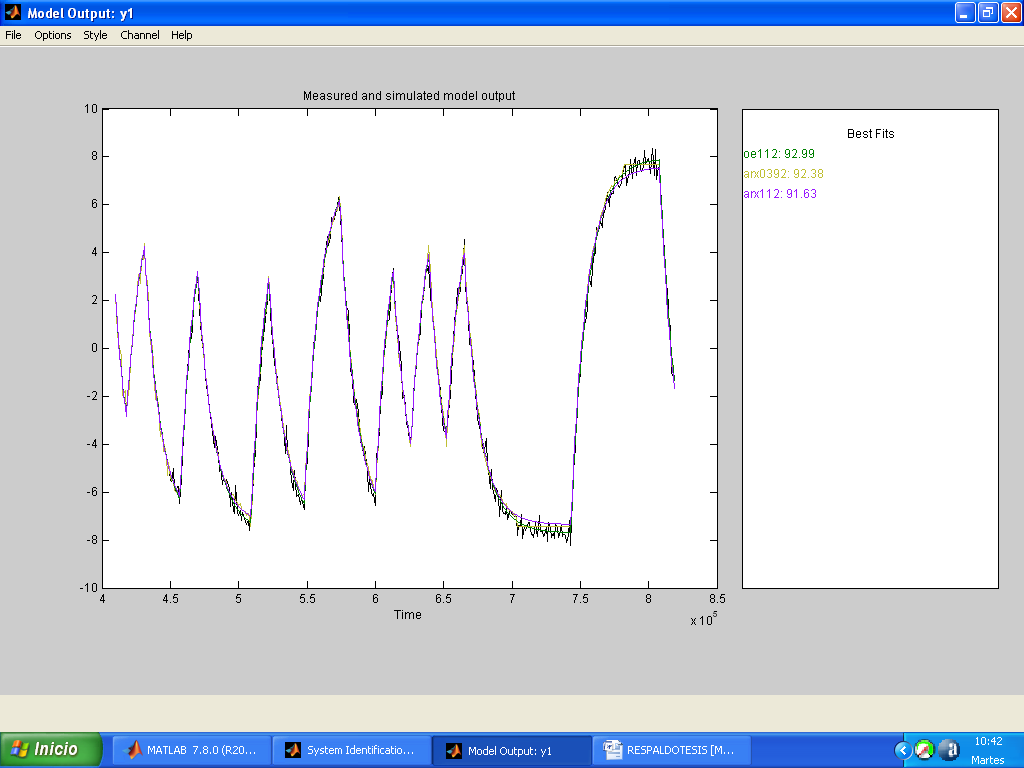 Model Output: y1
File Options Style Channel Help
Measured and simulated model output
10
8
6
4
2
0
-2
-4
-6
-8
-10
4 4.5 5 5.5 6 6.5 7 7.5 8 8.5
Time
x 10^5
Best Fits
oe112: 92.99
arx0392: 92.38
arx112: 91.63
Inicio
MATLAB 7.8.0 (R20...
System Identificatio...
Model Output: y1
RESPALDOTESIS [M...
10:42
Martes